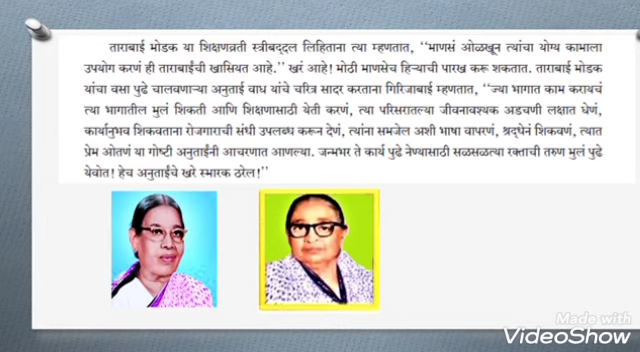 ताराबाई मोडक या शिक्षणव्रती स्त्रीबद्दल लिहिताना त्या म्हणतात, ‘‘माणसं ओळखून त्यांचा योग्य कामाला
उपयोग करणं ही ताराबाईंची खासियत आहे.’’ खरं आहे! मोठी माणसेच हिऱ्याची पारख करू शकतात. ताराबाई मोडक
यांचा वसा पुढे चालवणाऱ्या अनुताई वाघ यांचे चरित्र सादर करताना गिरिजाबाई म्हणतात, ‘‘ज्या भागात काम करायचं
त्या भागातील मुलं शिकती आणि शिक्षणासाठी येती करणं, त्या परिसरातल्या जीवनावश्यक अडचणी लक्षात घेणं,
कार्यानुभव शिकवताना रोजगाराची संधी उपलब्ध करून देणं, त्यांना समजेल अशी भाषा वापरणं, श्रद्धेनं शिकवणं, त्यात
प्रेम ओतणं या गोष्टी अनुताईंनी आचरणात आणल्या. जन्मभर ते कार्य पुढे नेण्यासाठी सळसळत्या रक्ताची तरुण मुलं पुढे
येवोत! हेच अनुताईंचे खरे स्मारक ठरेल!’’
Made with
VideoShow